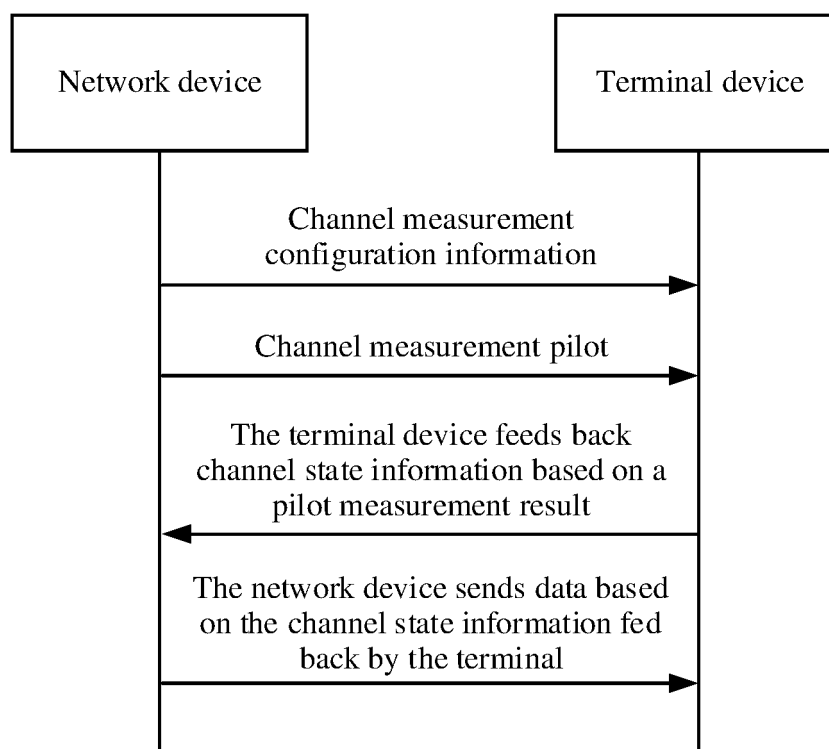 Network device
Terminal device
Channel measurement
configuration information
Channel measurement pilot
The terminal device feeds back
channel state information based on a
pilot measurement result
The network device sends data based
on the channel state information fed
back by the terminal